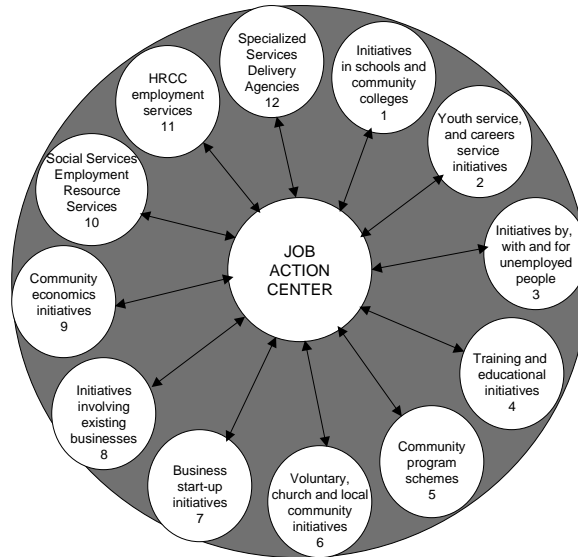 Specialized
Services
Delivery
Agencies
12
Initiatives
in schools and
community
colleges
1
Youth service,
and careers
service
initiatives
2
Initiatives by,
with and for
unemployed
people
3
Training and
educational
initiatives
4
Community
program
schemes
5
Voluntary,
church and local
community
initiatives
6
Business
start-up
initiatives
7
Initiatives
involving
existing
businesses
8
Community
economics
initiatives
9
Social Services
Employment
Resource
Services
10
HRCC
employment
services
11
JOB
ACTION
CENTER